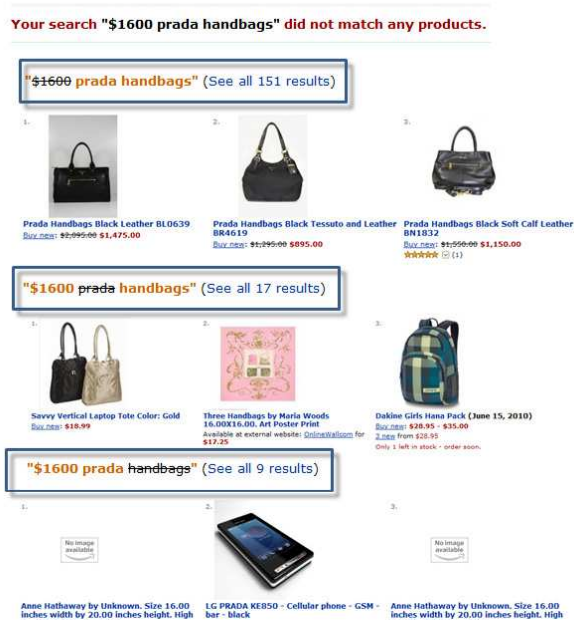 Your search "$1600 prada handbags" did not match any products.
"$1600 prada handbags" (See all 151 results)
1. 2. 3.
Prada Handbags Black Leather BL0639
Buy new: $2,095.00 $1,475.00
Prada Handbags Black Tessuto and Leather
BR4619
Buy new: $1,295.00 $895.00
Prada Handbags Black Soft Calf Leather
BN1832
Buy new: $1,550.00 $1,150.00
(1)
"$1600 prada handbags" (See all 17 results)
1. 2. 3.
Savvy Vertical Laptop Tote Color: Gold
Buy new: $18.99
Three Handbags by Maria Woods
16.00X16.00. Art Poster Print
Available at external website: OnlineWallcom for
$17.25
Dakine Girls Hana Pack (June 15, 2010)
Buy new: $28.95 - $35.00
2 new from $28.95
Only 1 left in stock - order soon.
"$1600 prada handbags" (See all 9 results)
1. 2. 3.
No image
available
Anne Hathaway by Unknown. Size 16.00
inches width by 20.00 inches height. High
LG PRADA KE850 - Cellular phone - GSM -
bar - black
No image
available
Anne Hathaway by Unknown. Size 16.00
inches width by 20.00 inches height. High